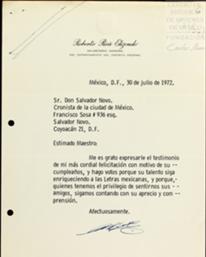 Roberto Ruiz Elizondo
México, D.F., 30 de julio de 1972.
Sr. Don Salvador Novo.
Cronista de la ciudad de México.
Francisco Sosa # 936 esq.
Salvador Novo.
Coyoacán 21, D.F.
Estimado Maestro:
Me es grato expresarle el testimonio
de mi más cordial felicitación con motivo de su --
cumpleaños, y hago votos porque su talento siga
enriqueciendo a las Letras mexicanas, y porque,-
quienes tenemos el privilegio de sentirnos sus --
amigos, sigamos contando con su aprecio y com-
prensión.
Afectuosamente.